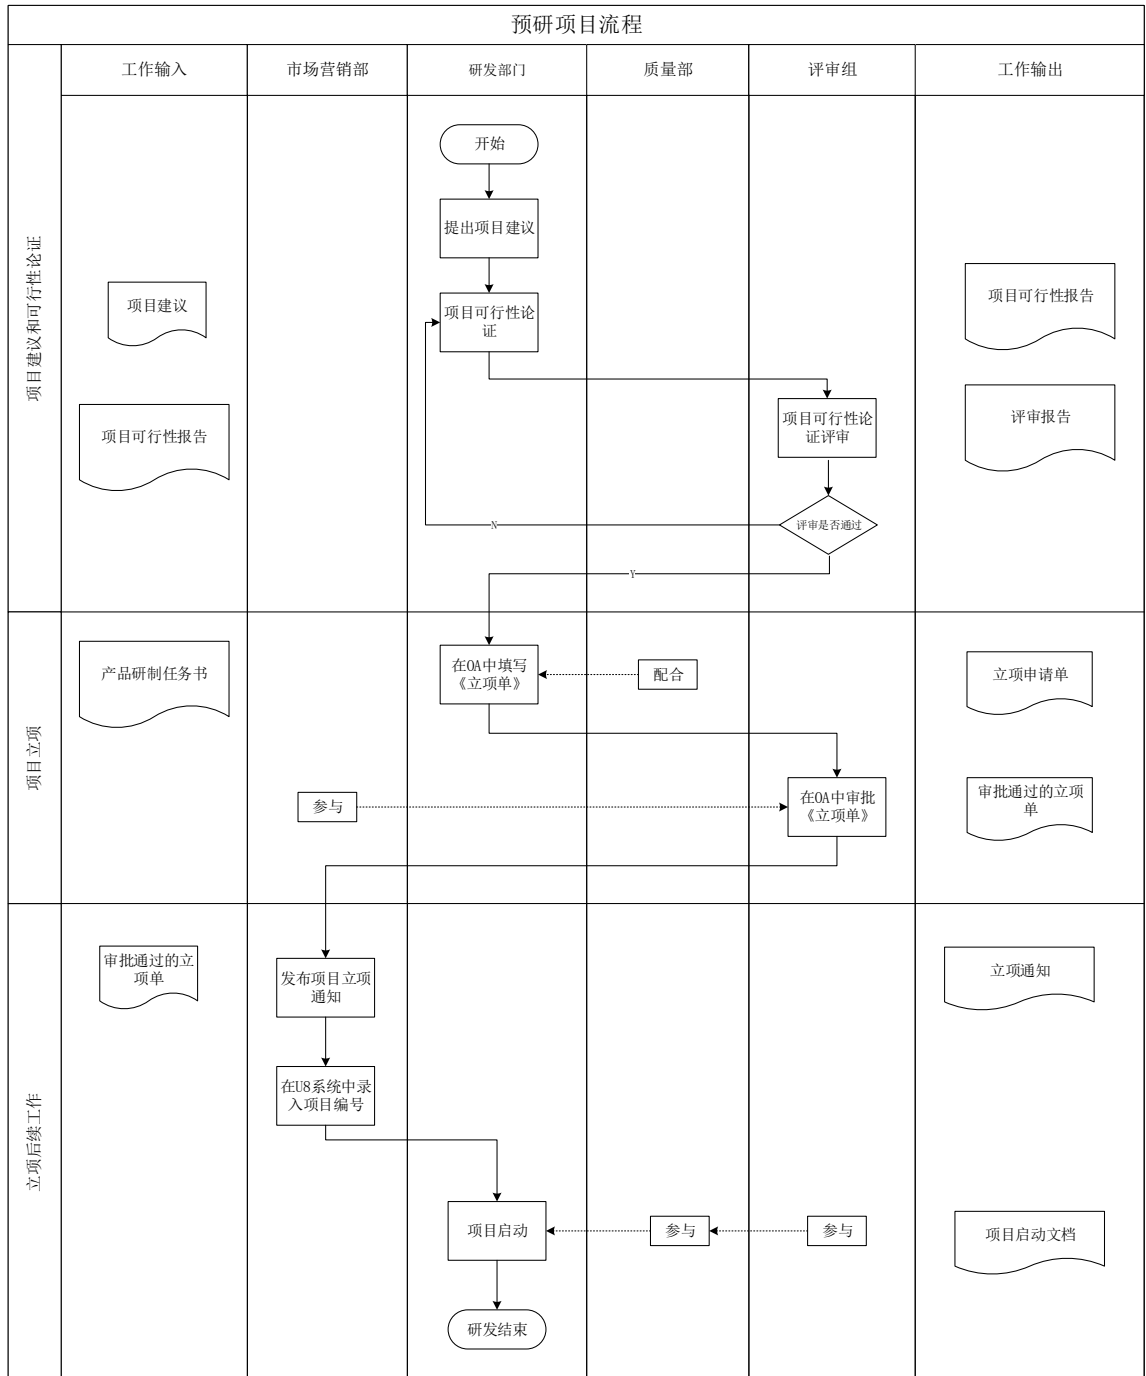 预研项目流程
工作输入
市场营销部
研发部门
质量部
评审组
工作输出
项目建议和可行性论证
开始
提出项目建议
项目建议
项目可行性论
证
项目可行性报告
项目可行性报告
项目可行性论
证评审
评审报告
评审是否通过
N
Y
项目立项
产品研制任务书
在OA中填写
《立项单》
配合
立项申请单
参与
在OA中审批
《立项单》
审批通过的立项
单
立项后续工作
审批通过的立
项单
发布项目立项
通知
立项通知
在U8系统中录
入项目编号
项目启动
参与
参与
项目启动文档
研发结束